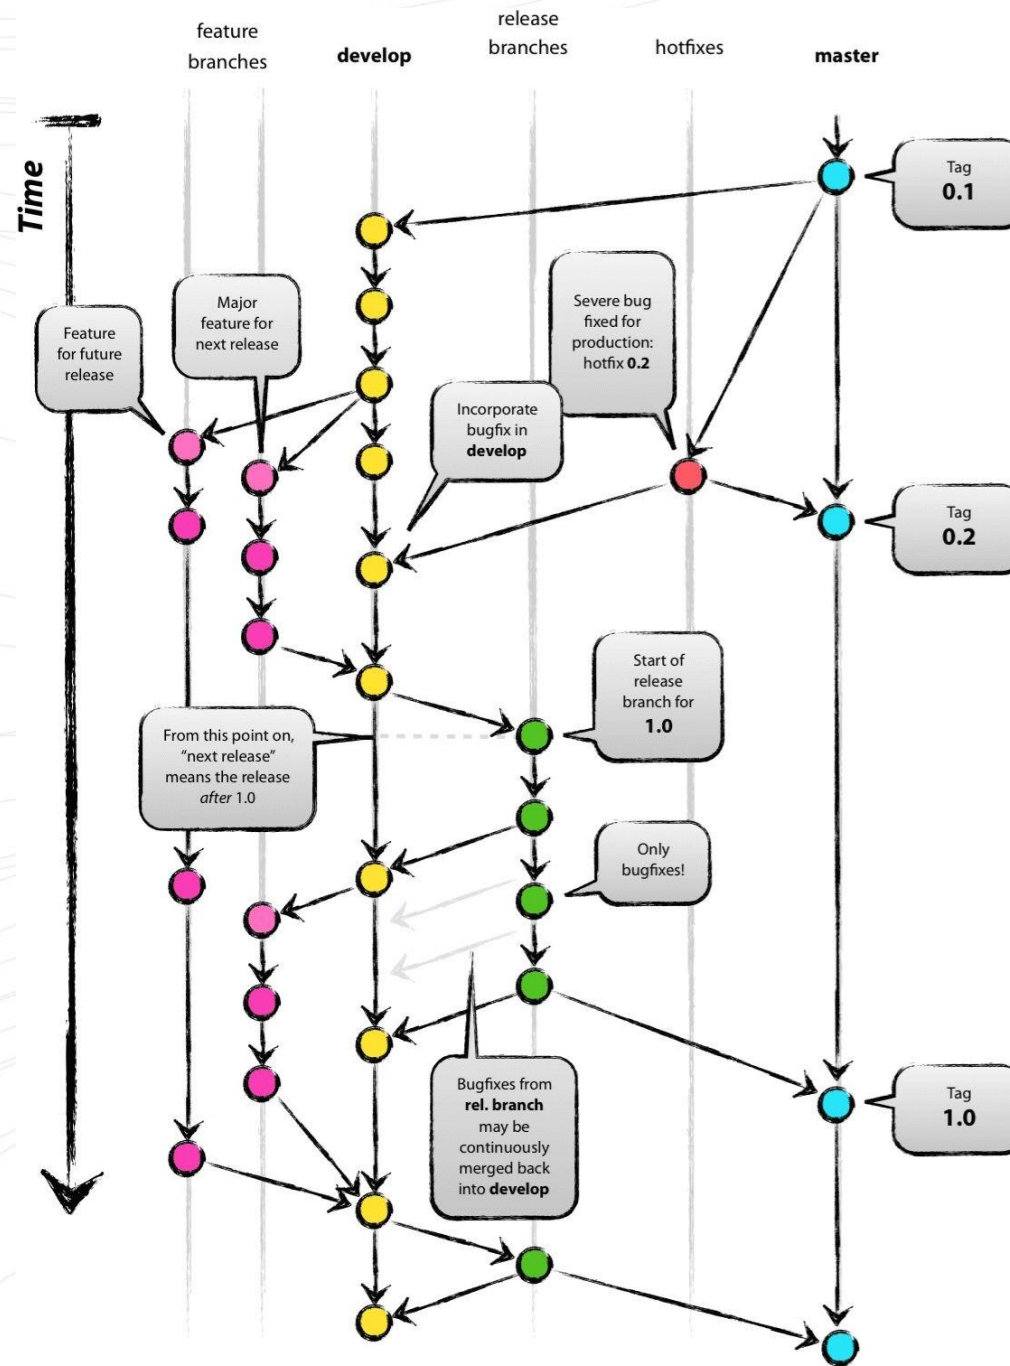 feature
branches
develop
release
branches
hotfixes
master
Time
Tag
0.1
Severe bug
fixed for
production:
hotfix 0.2
Major
feature for
next release
Feature
for future
release
Incorporate
bugfix in
develop
Tag
0.2
Start of
release
branch for
1.0
From this point on,
“next release”
means the release
after 1.0
Only
bugfixes!
Bugfixes from
rel. branch
may be
continuously
merged back
into develop
Tag
1.0